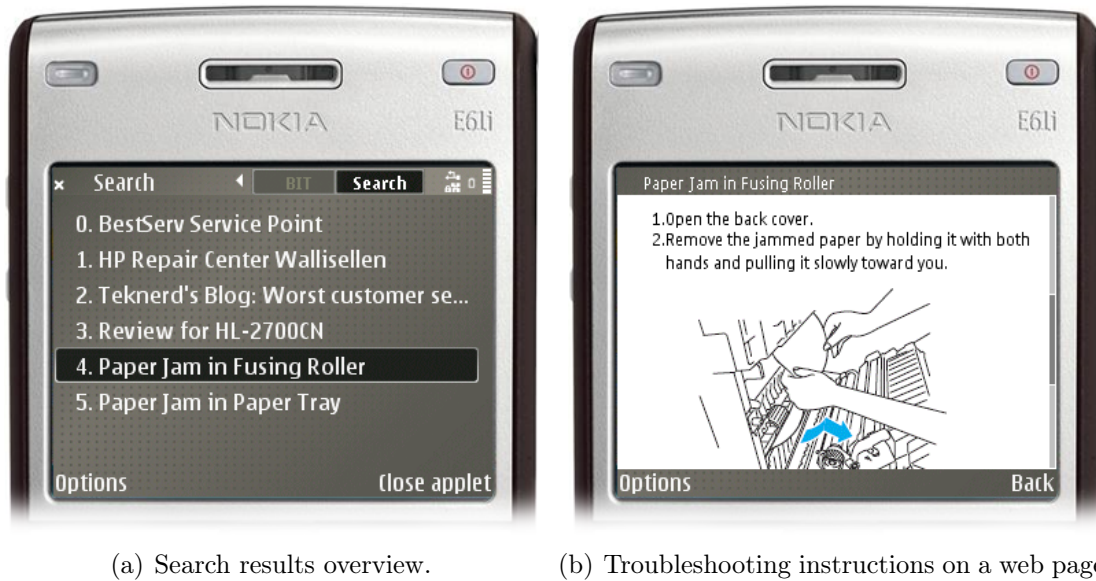 NOKIA
E61i
× Search
BIT
Search
0. BestServ Service Point
1. HP Repair Center Wallisellen
2. Teknerd's Blog: Worst customer se...
3. Review for HL-2700CN
4. Paper Jam in Fusing Roller
5. Paper Jam in Paper Tray
Options
Close applet
(a) Search results overview.
NOKIA
E61i
Paper Jam in Fusing Roller
1.Open the back cover.
2.Remove the jammed paper by holding it with both
hands and pulling it slowly toward you.
Options
Back
(b) Troubleshooting instructions on a web page